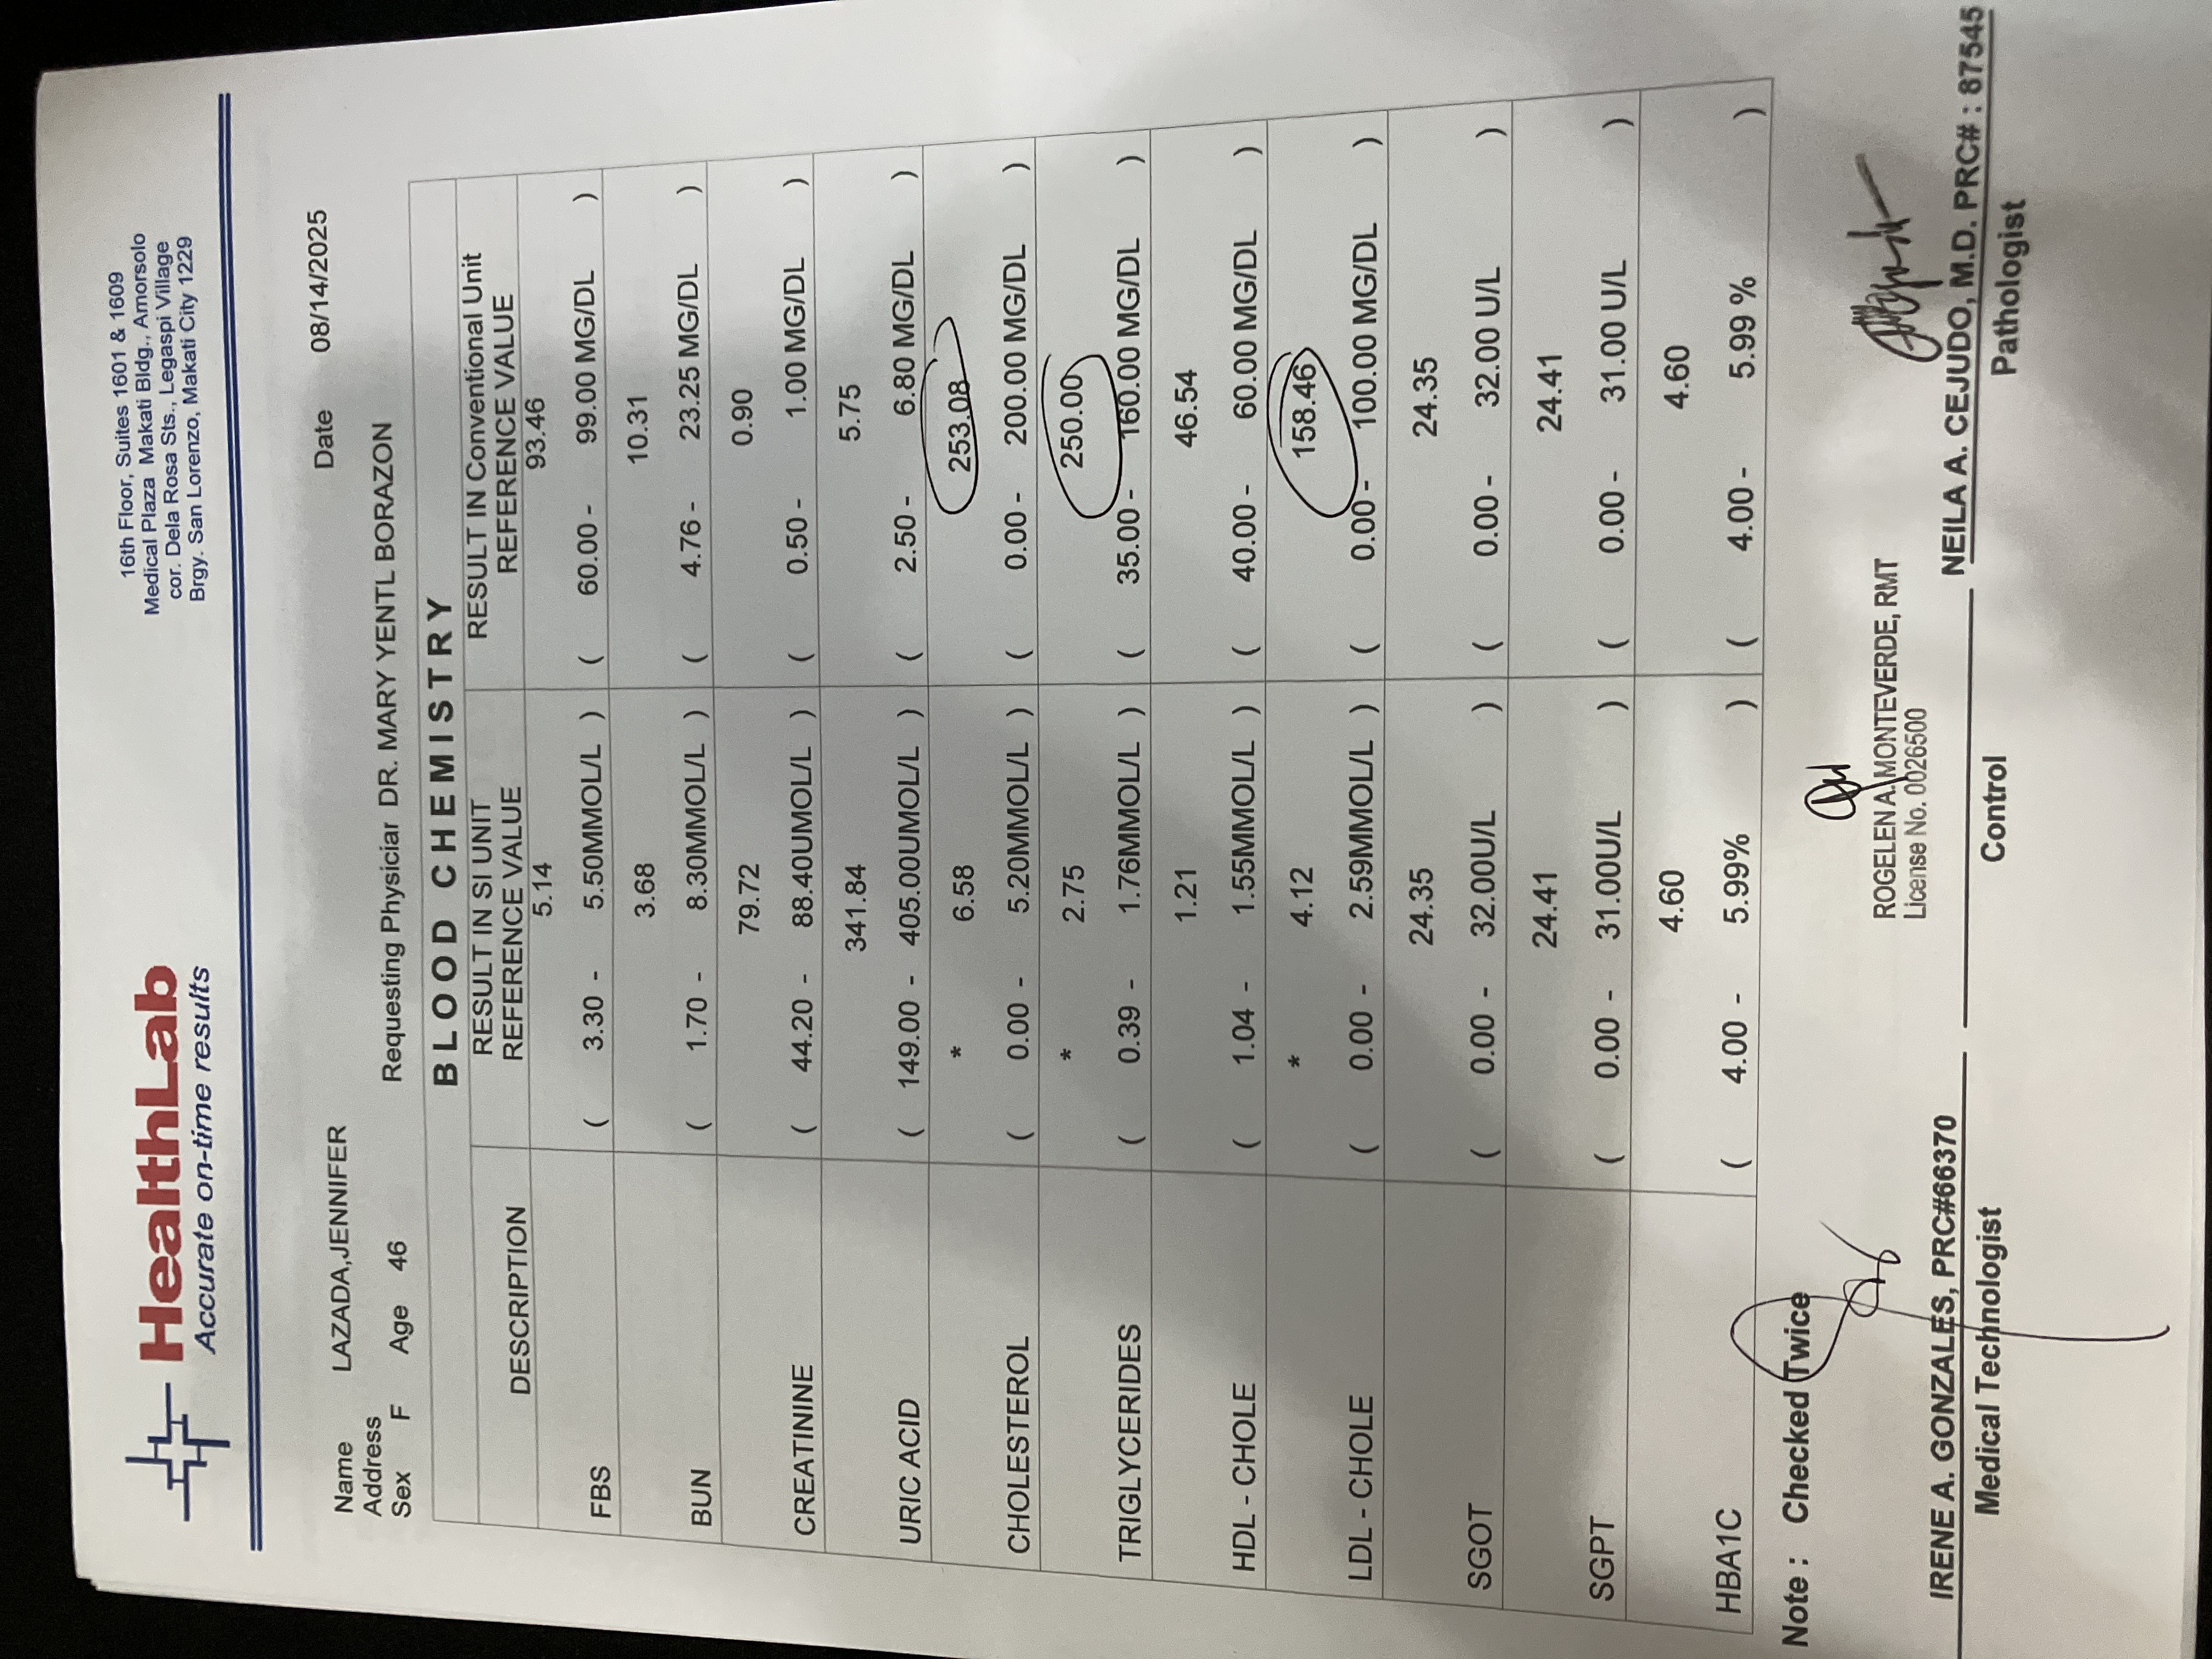 HealthLab
Accurate on-time results
16th Floor, Suites 1601 & 1609
Medical Plaza Makati Bldg., Amorsolo
cor. Dela Rosa Sts., Legaspi Village
Brgy. San Lorenzo, Makati City 1229
Name LAZADA,JENNIFER Date 08/14/2025
Address
Sex F Age 46 Requesting Physiciar DR. MARY YENTL BORAZON
BLOOD CHEMISTRY
DESCRIPTION
RESULT IN SI UNIT
REFERENCE VALUE
RESULT IN Conventional Unit
REFERENCE VALUE
5.14 93.46
FBS ( 3.30 - 5.50MMOL/L ) ( 60.00 - 99.00 MG/DL )
3.68 10.31
BUN ( 1.70 - 8.30MMOL/L ) ( 4.76 - 23.25 MG/DL )
79.72 0.90
CREATININE ( 44.20 - 88.40UMOL/L ) ( 0.50 - 1.00 MG/DL )
341.84 5.75
URIC ACID ( 149.00 - 405.00UMOL/L ) ( 2.50 - 6.80 MG/DL )
* 6.58 253.08
CHOLESTEROL ( 0.00 - 5.20MMOL/L ) ( 0.00 - 200.00 MG/DL )
* 2.75 250.00
TRIGLYCERIDES ( 0.39 - 1.76MMOL/L ) ( 35.00 - 160.00 MG/DL )
1.21 46.54
HDL - CHOLE ( 1.04 - 1.55MMOL/L ) ( 40.00 - 60.00 MG/DL )
* 4.12 158.46
LDL - CHOLE ( 0.00 - 2.59MMOL/L ) ( 0.00 - 100.00 MG/DL )
24.35 24.35
SGOT ( 0.00 - 32.00U/L ) ( 0.00 - 32.00 U/L )
24.41 24.41
SGPT ( 0.00 - 31.00U/L ) ( 0.00 - 31.00 U/L )
4.60 4.60
HBA1C ( 4.00 - 5.99% ) ( 4.00 - 5.99 % )
Note : Checked Twice
IRENE A. GONZALES, PRC#66370
Medical Technologist
ROGELEN A. MONTEVERDE, RMT
License No. 0026500
Control
NEILA A. CEJUDO, M.D. PRC# : 87545
Pathologist